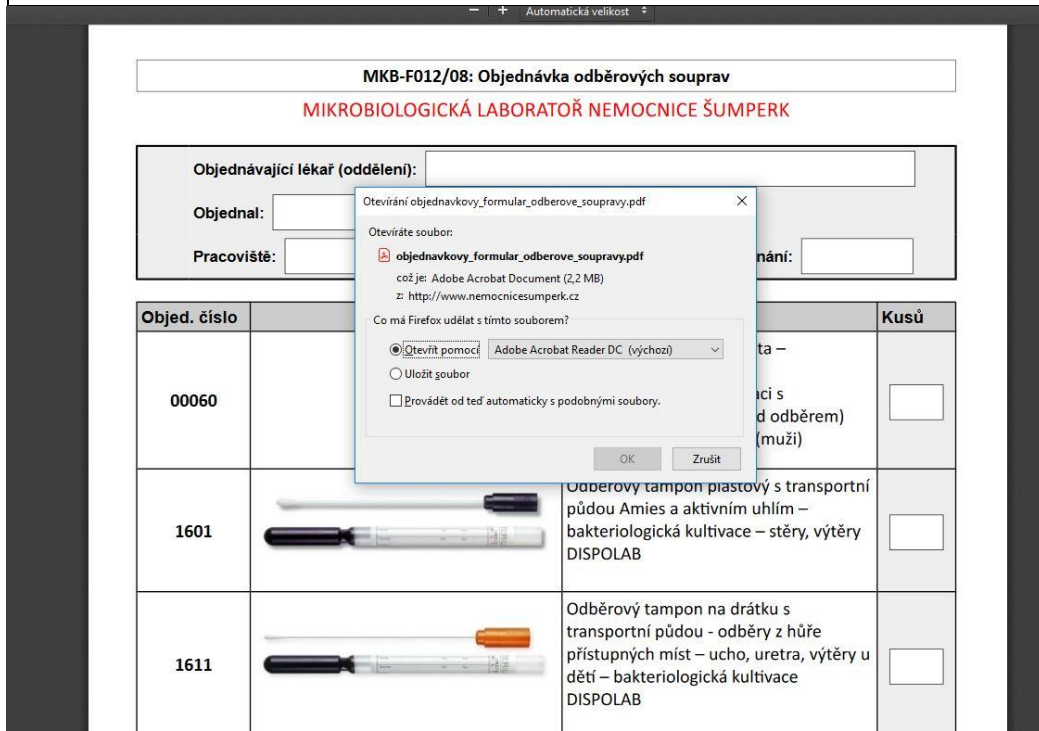 Automatická velikost
MKB-F012/08: Objednávka odběrových souprav
MIKROBIOLOGICKÁ LABORATOŘ NEMOCNICE ŠUMPERK
Objednávající lékař (oddělení):
Objednal:
Pracoviště:
nání:
Otevírání objednavkovy_formular_odberove_soupravy.pdf
Otevíráte soubor:
objednavkovy_formular_odberove_soupravy.pdf
což je: Adobe Acrobat Document (2,2 MB)
z: http://www.nemocnicesumperk.cz
Co má Firefox udělat s tímto souborem?
Otevřít pomocí Adobe Acrobat Reader DC (výchozí)
Uložit soubor
Provádět od teď automaticky s podobnými soubory.
OK Zrušit
Objed. číslo Kusů
00060
ta –
aci s
d odběrem)
(muži)
1601
Odběrový tampon plastový s transportní
půdou Amies a aktivním uhlím –
bakteriologická kultivace – stěry, výtěry
DISPOLAB
1611
Odběrový tampon na drátku s
transportní půdou - odběry z hůře
přístupných míst – ucho, uretra, výtěry u
dětí – bakteriologická kultivace
DISPOLAB